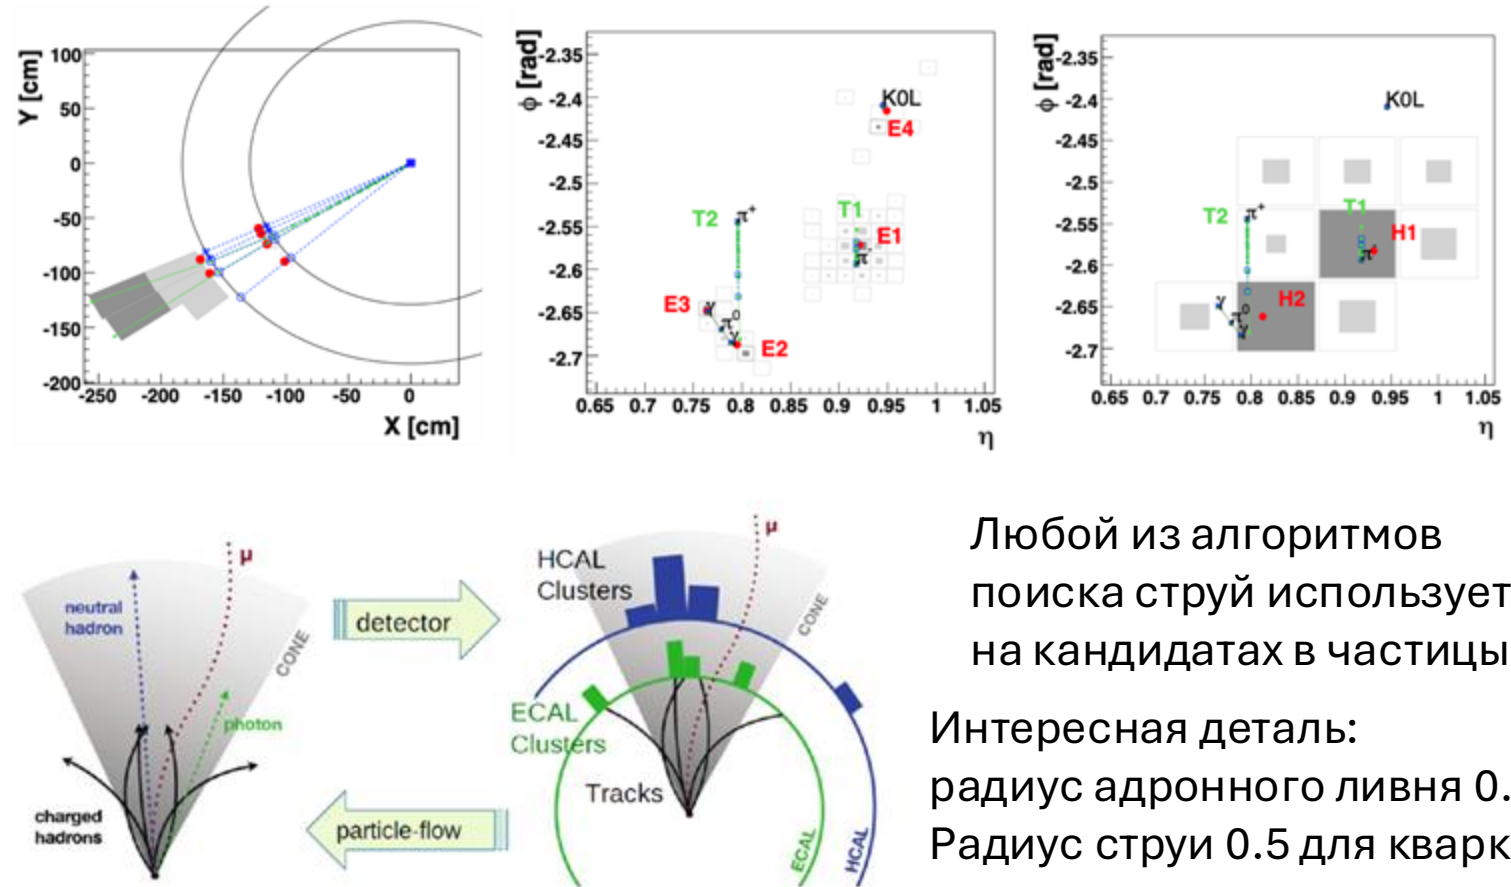 Y [cm]
100
50
0
-50
-100
-150
-200
-250 -200 -150 -100 -50 0
X [cm]
ϕ [rad]
-2.35
-2.4
-2.45
-2.5
-2.55
-2.6
-2.65
-2.7
K0L
E4
T2
π⁺
T1
E1
π⁻
E3
γ
π⁰
γ
E2
0.65 0.7 0.75 0.8 0.85 0.9 0.95 1 1.05
η
ϕ [rad]
-2.35
-2.4
-2.45
-2.5
-2.55
-2.6
-2.65
-2.7
K0L
T2
π⁺
T1
H1
π⁻
γ
π⁰
γ
H2
0.65 0.7 0.75 0.8 0.85 0.9 0.95 1 1.05
η
μ
neutral
hadron
CONE
photon
charged
hadrons
detector
particle-flow
μ
HCAL
Clusters
CONE
ECAL
Clusters
Tracks
ECAL
HCAL
Любой из алгоритмов
поиска струй использует
на кандидатах в частицы
Интересная деталь:
радиус адронного ливня 0.
Радиус струи 0.5 для кварк